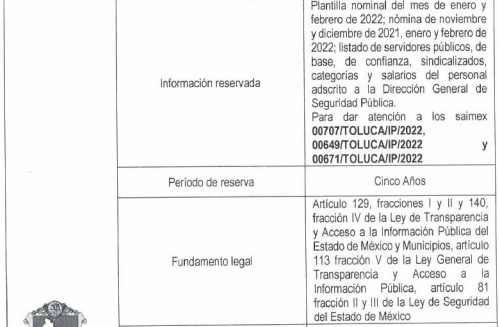 Plantilla nominal del mes de enero y
febrero de 2022; nómina de noviembre
y diciembre de 2021, enero y febrero de
2022; listado de servidores públicos, de
base, de confianza, sindicalizados,
categorías y salarios del personal
adscrito a la Dirección General de
Seguridad Pública.
Información reservada
Para dar atención a los saimex
00707/TOLUCA/IP/2022,
00649/TOLUCA/IP/2022 y
00671/TOLUCA/IP/2022
Período de reserva
Cinco Años
Fundamento legal
Artículo 129, fracciones I y II y 140,
fracción IV de la Ley de Transparencia
y Acceso a la Información Pública del
Estado de México y Municipios, artículo
113 fracción V de la Ley General de
Transparencia y Acceso a la
Información Pública, artículo 81
fracción II y III de la Ley de Seguridad
del Estado de México